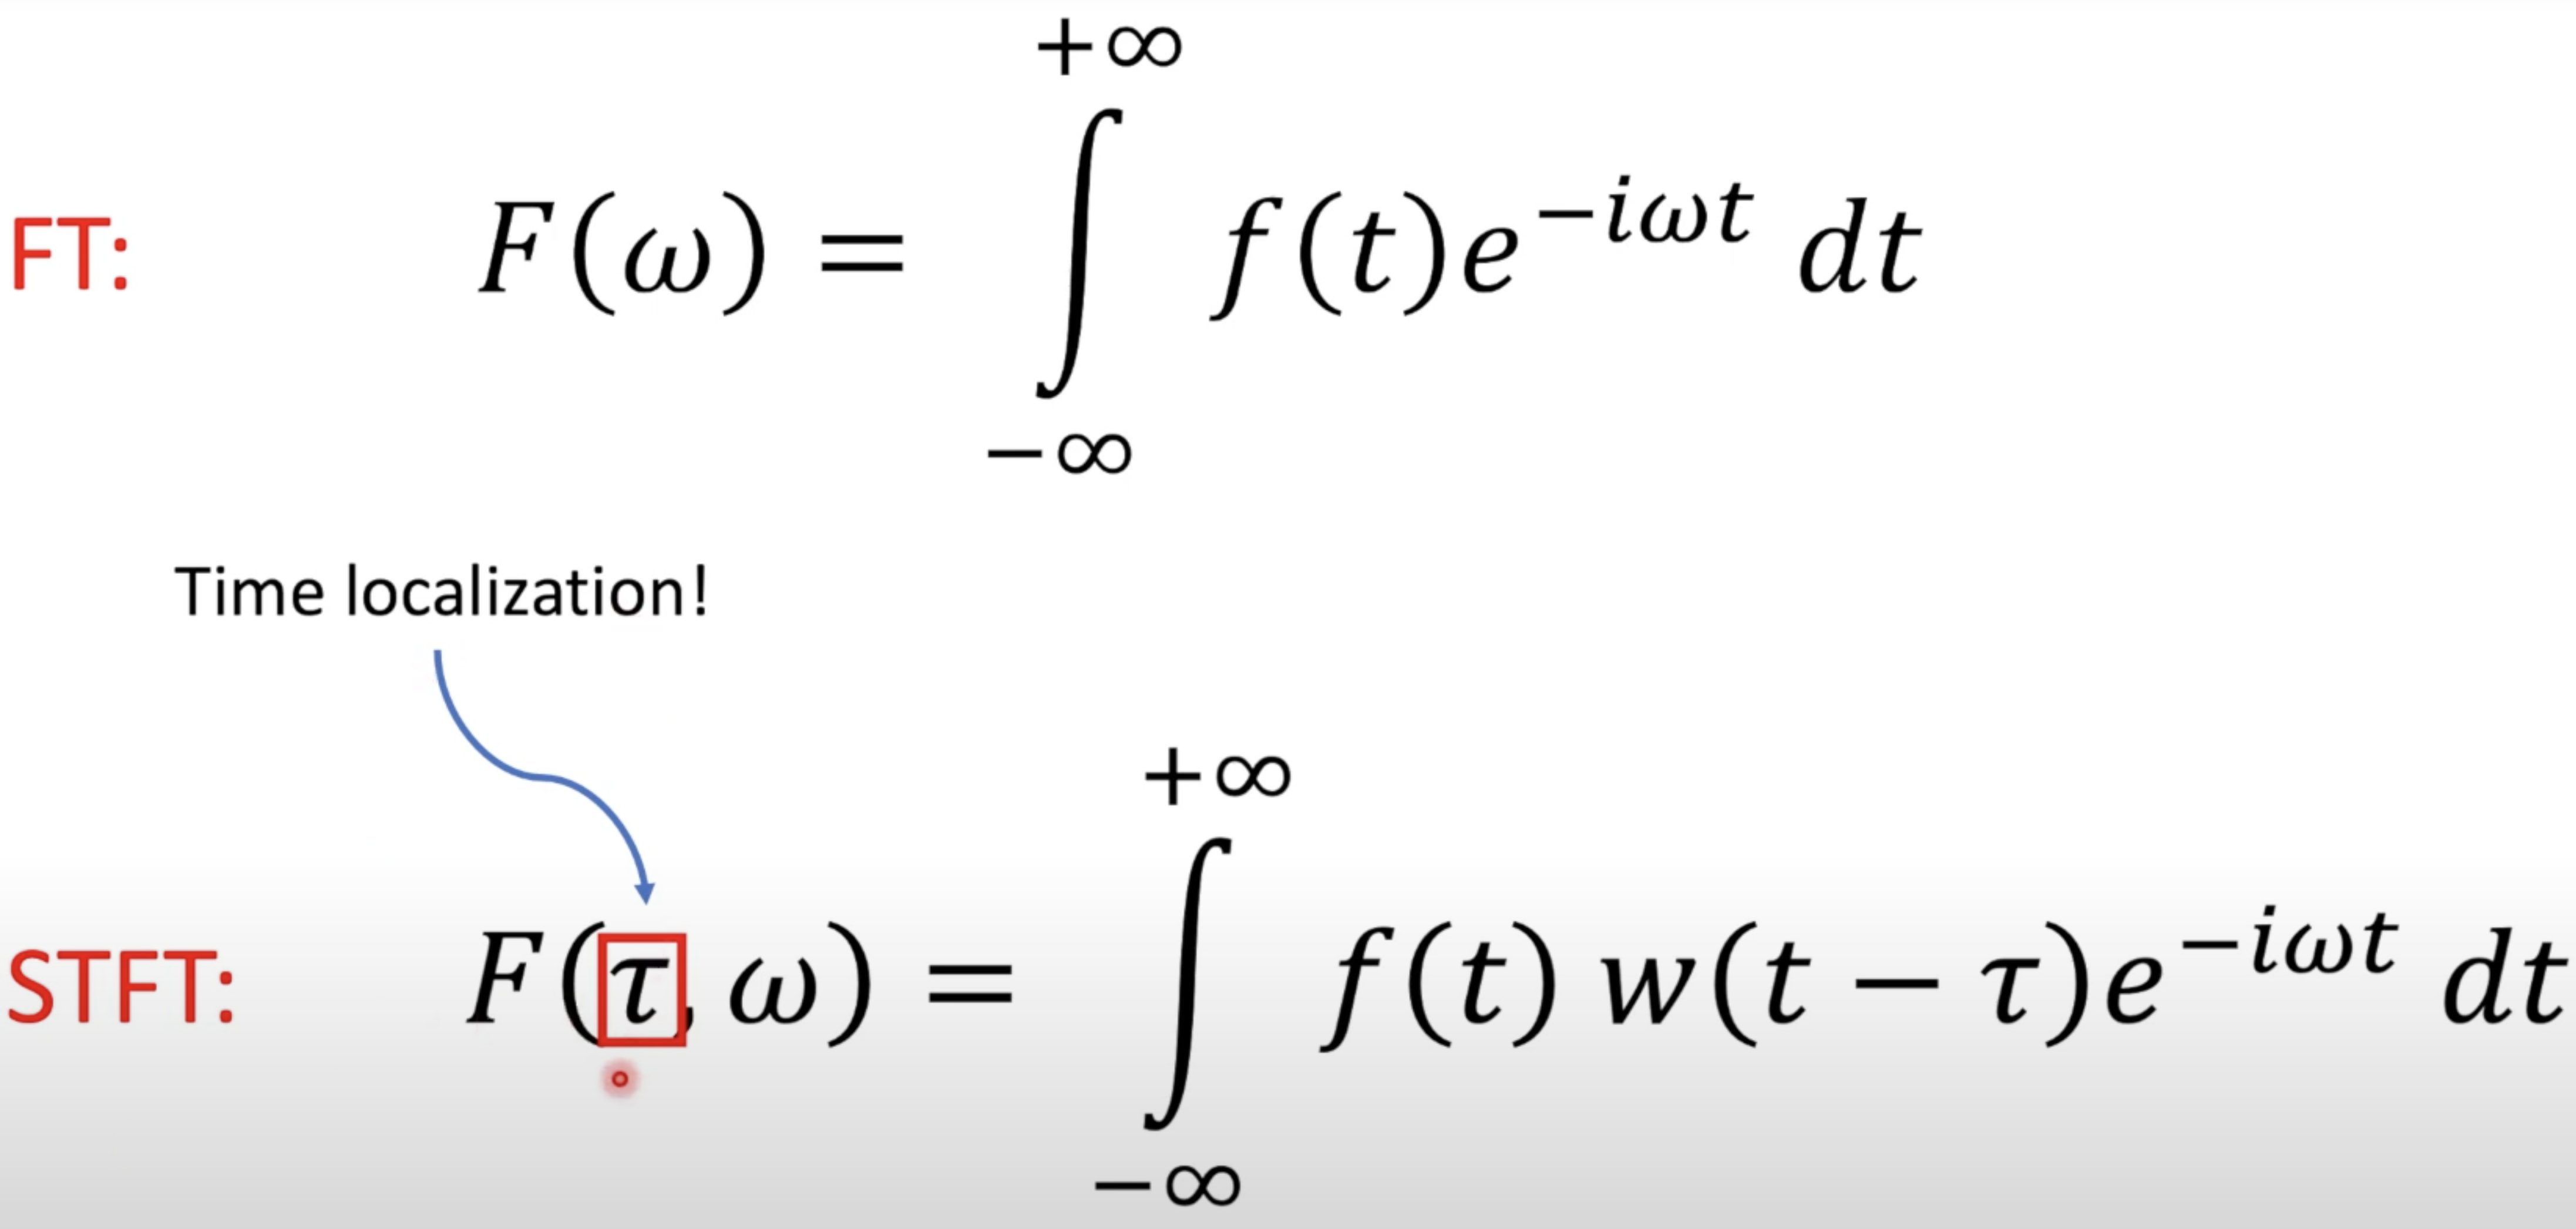 FT: F(ω) = ∫_{−∞}^{+∞} f(t)e^{−iωt} dt
Time localization!
STFT: F(τ, ω) = ∫_{−∞}^{+∞} f(t) w(t − τ)e^{−iωt} dt